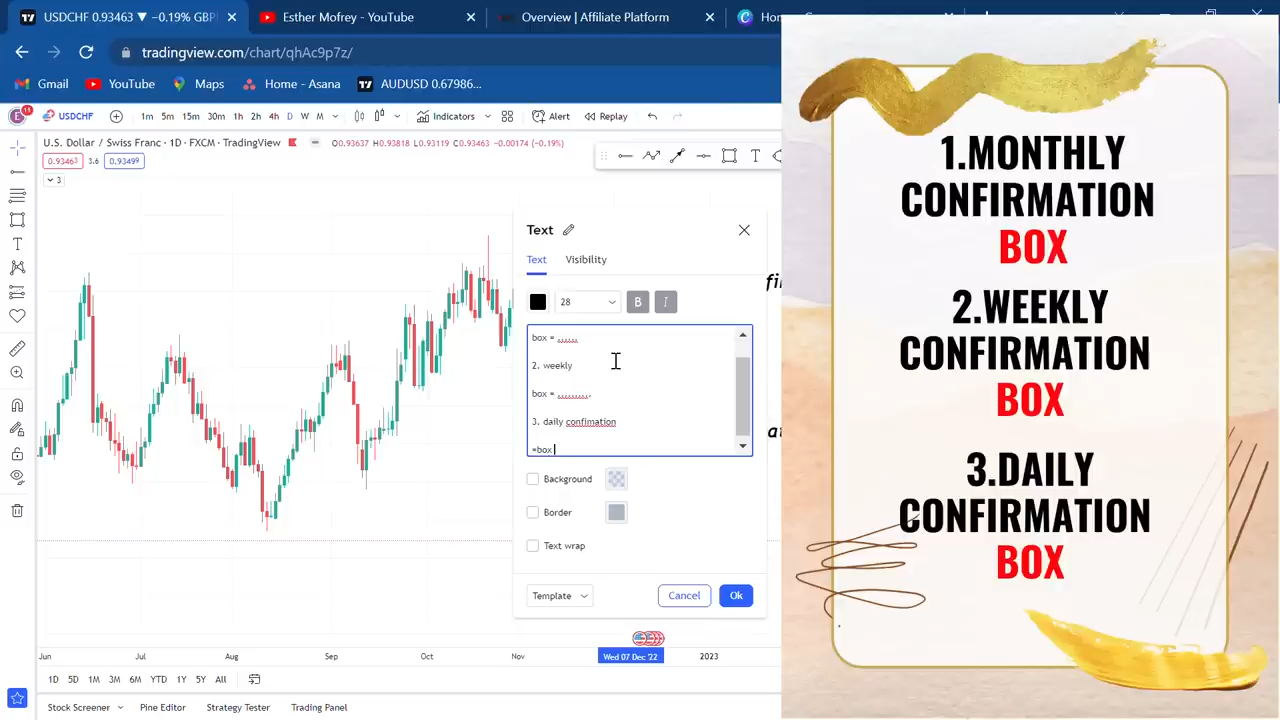 USDCHF 0.93463 ▼ −0.19% GBP
Esther Mofrey - YouTube
Overview | Affiliate Platform
tradingview.com/chart/qhAc9p7z/
Gmail
YouTube
Maps
Home - Asana
AUDUSD 0.67986...
E
11
USDCHF
1m 5m 15m 30m 1h 2h 4h D W M
Indicators
Alert
Replay
U.S. Dollar / Swiss Franc · 1D · FXCM · TradingView
O0.93637 H0.93818 L0.93119 C0.93463 −0.00174 (−0.19%)
0.93463
3.6
0.93499
3
T
Text
Text
Visibility
28
B
I
box = ......
2. weekly
box = ..........
3. daily confimation
=box
Background
Border
Text wrap
Template
Cancel
Ok
Jun
Jul
Aug
Sep
Oct
Nov
Wed 07 Dec '22
2023
1D 5D 1M 3M 6M YTD 1Y 5Y All
Stock Screener
Pine Editor
Strategy Tester
Trading Panel
1.MONTHLY
CONFIRMATION
BOX
2.WEEKLY
CONFIRMATION
BOX
3.DAILY
CONFIRMATION
BOX